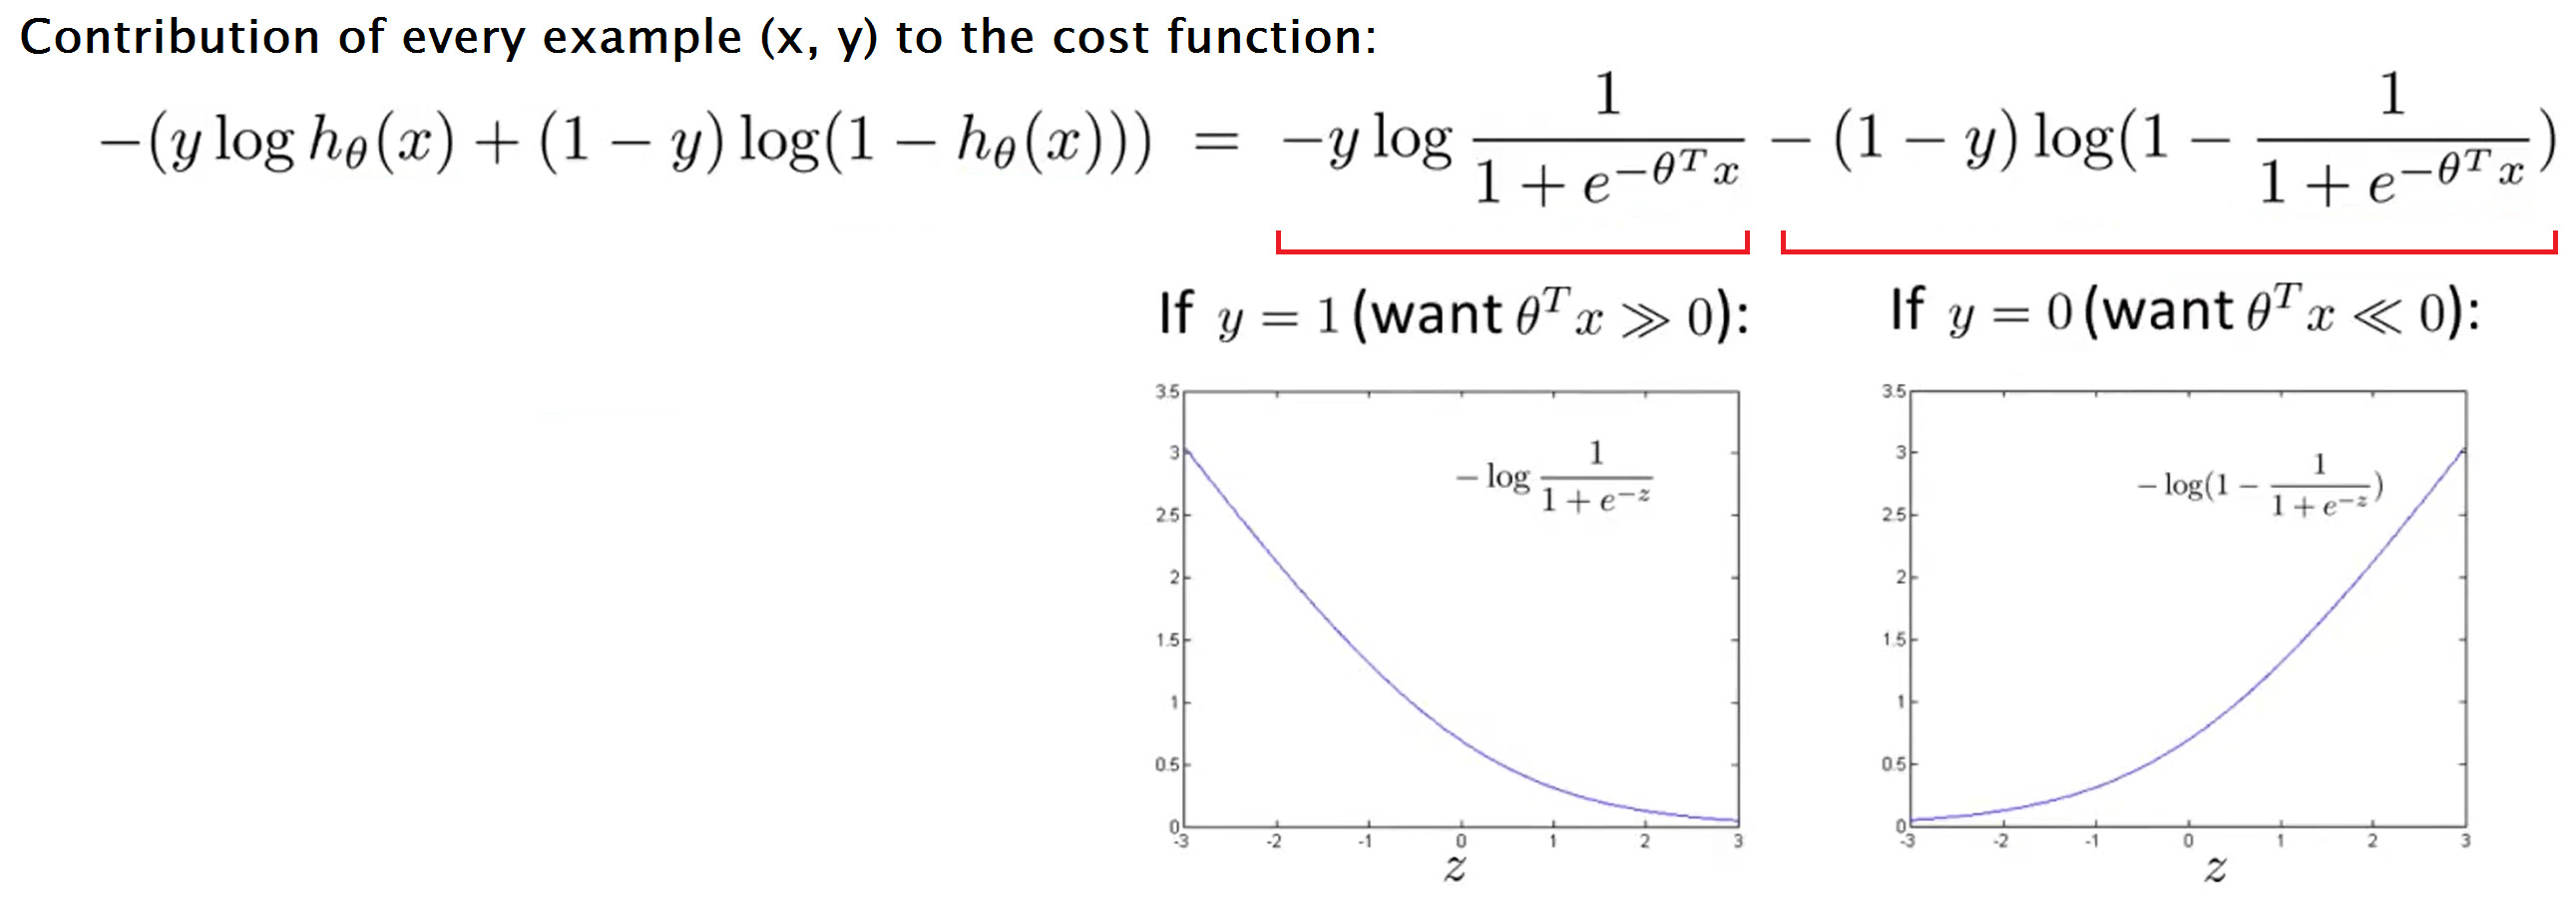 Contribution of every example (x, y) to the cost function:
−(y log hθ(x) + (1 − y) log(1 − hθ(x))) = −y log 1/(1 + e^(−θ^T x)) − (1 − y) log(1 − 1/(1 + e^(−θ^T x)))
If y = 1 (want θ^T x ≫ 0):
If y = 0 (want θ^T x ≪ 0):
− log 1/(1 + e^(−z))
3.5
3
2.5
2
1.5
1
0.5
0
-3 -2 -1 0 1 2 3
z
− log(1 − 1/(1 + e^(−z)))
3.5
3
2.5
2
1.5
1
0.5
0
-3 -2 -1 0 1 2 3
z